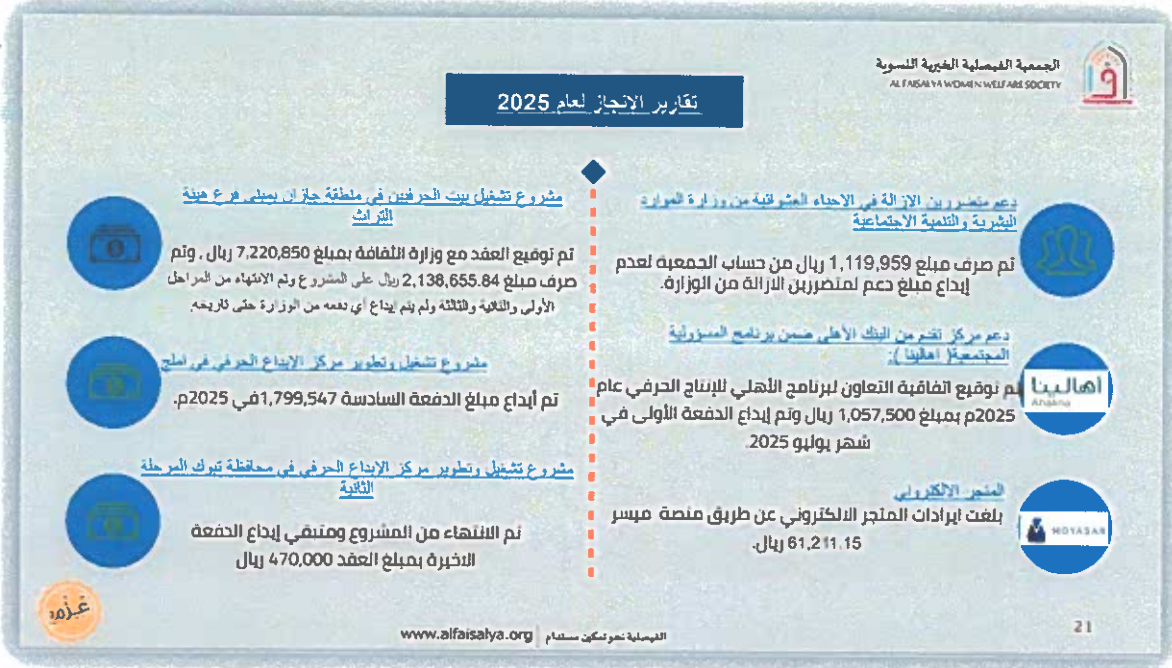 الجمعية الفيصلية الخيرية النسوية
AL FAISALYA WOMEN WELFARE SOCIETY
تقارير الانجاز لعام 2025
دعم متضررين الازالة في الاحياء العشوائية من وزارة الموارد
البشرية والتنمية الاجتماعية
تم صرف مبلغ 1,119,959 ريال من حساب الجمعية لعدم
إيداع مبلغ دعم لمتضررين الازالة من الوزارة.
دعم مركز تقدم من البنك الأهلي ضمن برنامج المسؤولية
المجتمعية( اهالينا ):
تم توقيع اتفاقية التعاون لبرنامج الأهلي للإنتاج الحرفي عام
2025م بمبلغ 1,057,500 ريال وتم إيداع الدفعة الأولى في
شهر يوليو 2025.
أهالينا
Ahalina
المتجر الالكتروني
بلغت ايرادات المتجر الالكتروني عن طريق منصة ميسر
61,211.15 ريال.
MOYASAR
مشروع تشغيل بيت الحرفيين في منطقة جازان بمبنى فرع هيئة
التراث
تم توقيع العقد مع وزارة الثقافة بمبلغ 7,220,850 ريال , وتم
صرف مبلغ 2,138,655.84 ريال على المشروع وتم الانتهاء من المراحل
الأولى والثانية والثالثة ولم يتم إيداع أي دفعه من الوزارة حتى تاريخه.
مشروع تشغيل وتطوير مركز الإبداع الحرفي في املج
تم أيداع مبلغ الدفعة السادسة 1,799,547في 2025م.
مشروع تشغيل وتطوير مركز الإبداع الحرفي في محافظة تبوك المرحلة
الثانية
تم الانتهاء من المشروع ومتبقي إيداع الدفعة
الاخيرة بمبلغ العقد 470,000 ريال
عزم
www.alfaisalya.org | الفيصلية نحو تمكين مستدام
21